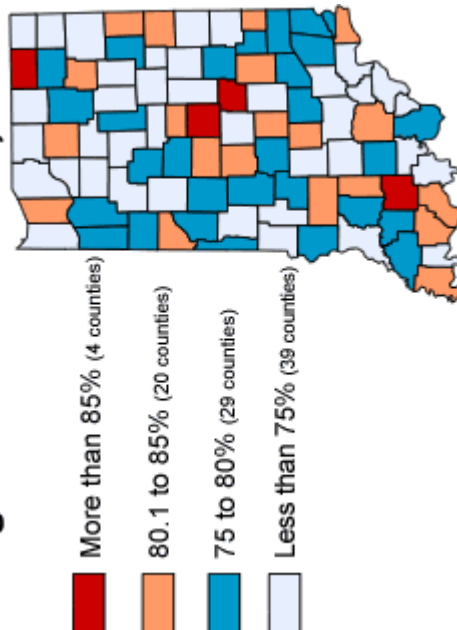 More than 85% (4 counties)
80.1 to 85% (20 counties)
75 to 80% (29 counties)
Less than 75% (39 counties)